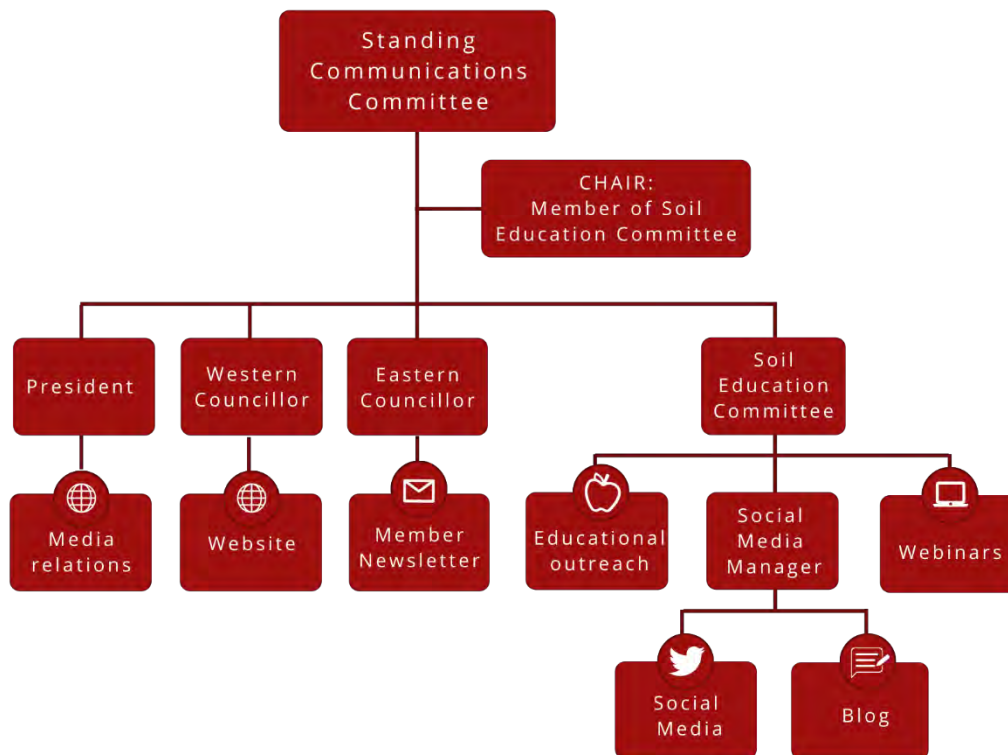 Standing
Communications
Committee
CHAIR:
Member of Soil
Education Committee
President
Western
Councillor
Eastern
Councillor
Soil
Education
Committee
Media
relations
Website
Member
Newsletter
Educational
outreach
Social
Media
Manager
Webinars
Social
Media
Blog